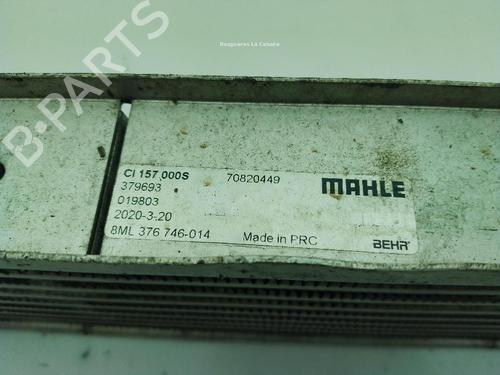 Desguaces La Cabaña
B-PARTS
CI 157 000S 70820449
379693
019803
2020-3-20
8ML 376 746-014 Made in PRC
MAHLE
BEHR